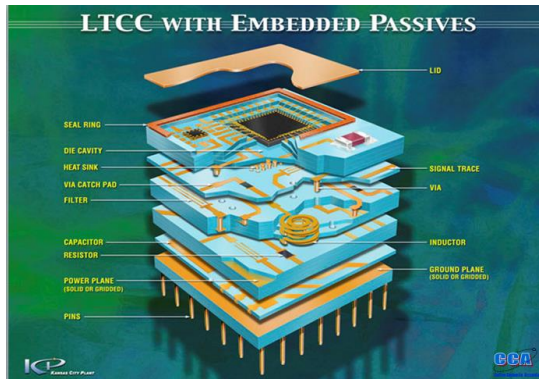 LTCC WITH EMBEDDED PASSIVES
LID
SEAL RING
DIE CAVITY
HEAT SINK
SIGNAL TRACE
VIA CATCH PAD
VIA
FILTER
CAPACITOR
INDUCTOR
RESISTOR
GROUND PLANE
(SOLID OR GRIDDED)
POWER PLANE
(SOLID OR GRIDDED)
PINS
KCP KANSAS CITY PLANT
CCA